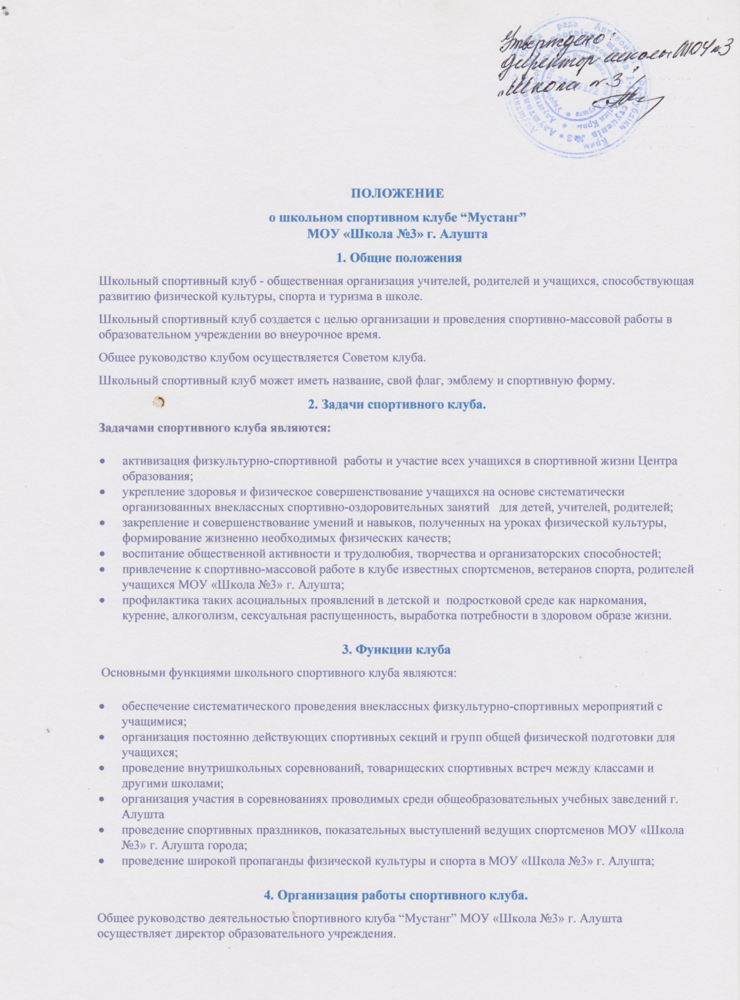 Утверждено:
Директор школы МОУ №3
"Школа №3"
ПОЛОЖЕНИЕ
о школьном спортивном клубе “Мустанг”
МОУ «Школа №3» г. Алушта
1. Общие положения
Школьный спортивный клуб - общественная организация учителей, родителей и учащихся, способствующая
развитию физической культуры, спорта и туризма в школе.
Школьный спортивный клуб создается с целью организации и проведения спортивно-массовой работы в
образовательном учреждении во внеурочное время.
Общее руководство клубом осуществляется Советом клуба.
Школьный спортивный клуб может иметь название, свой флаг, эмблему и спортивную форму.
2. Задачи спортивного клуба.
Задачами спортивного клуба являются:
• активизация физкультурно-спортивной работы и участие всех учащихся в спортивной жизни Центра
образования;
• укрепление здоровья и физическое совершенствование учащихся на основе систематически
организованных внеклассных спортивно-оздоровительных занятий для детей, учителей, родителей;
• закрепление и совершенствование умений и навыков, полученных на уроках физической культуры,
формирование жизненно необходимых физических качеств;
• воспитание общественной активности и трудолюбия, творчества и организаторских способностей;
• привлечение к спортивно-массовой работе в клубе известных спортсменов, ветеранов спорта, родителей
учащихся МОУ «Школа №3» г. Алушта;
• профилактика таких асоциальных проявлений в детской и подростковой среде как наркомания,
курение, алкоголизм, сексуальная распущенность, выработка потребности в здоровом образе жизни.
3. Функции клуба
Основными функциями школьного спортивного клуба являются:
• обеспечение систематического проведения внеклассных физкультурно-спортивных мероприятий с
учащимися;
• организация постоянно действующих спортивных секций и групп общей физической подготовки для
учащихся;
• проведение внутришкольных соревнований, товарищеских спортивных встреч между классами и
другими школами;
• организация участия в соревнованиях проводимых среди общеобразовательных учебных заведений г.
Алушта
• проведение спортивных праздников, показательных выступлений ведущих спортсменов МОУ «Школа
№3» г. Алушта города;
• проведение широкой пропаганды физической культуры и спорта в МОУ «Школа №3» г. Алушта;
4. Организация работы спортивного клуба.
Общее руководство деятельностью спортивного клуба “Мустанг” МОУ «Школа №3» г. Алушта
осуществляет директор образовательного учреждения.